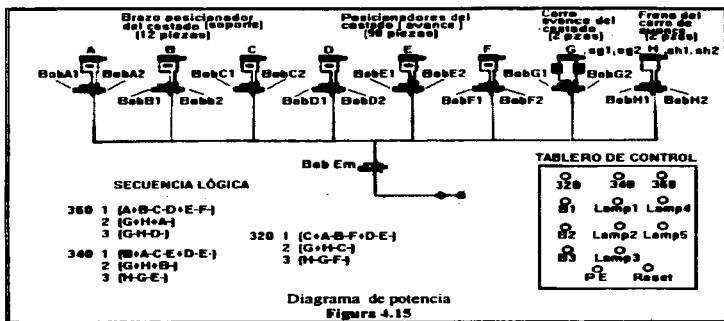 Brazo posicionador
del costado (soporte)
(12 piezas)
Posicionadores del
costado (avance)
(98 piezas)
Carro
avance del
costado
(2 pzas)
Freno del
carro de
avance
(2 pzas)
A B C D E F G sg1,sg2 H sh1,sh2
BobA1 BobA2 BobC1 BobC2 BobE1 BobE2 BobG1 BobG2
BobB1 Bobb2 BobD1 BobD2 BobF1 BobF2 BobH1 BobH2
Bob Em
SECUENCIA LÓGICA
360 1 (A+B-C-D+E-F-)
2 (G+H+A-)
3 (G-H-D-)
340 1 (B+A-C-E+D-E-)
2 (G+H+B-)
3 (H-G-E-)
320 1 (C+A-B-F+D-E-)
2 (G+H-C-)
3 (H-G-F-)
TABLERO DE CONTROL
320 340 360
B1 Lamp1 Lamp4
B2 Lamp2 Lamp5
B3 Lamp3
PE Reset
Diagrama de potencia
Figura 4.15